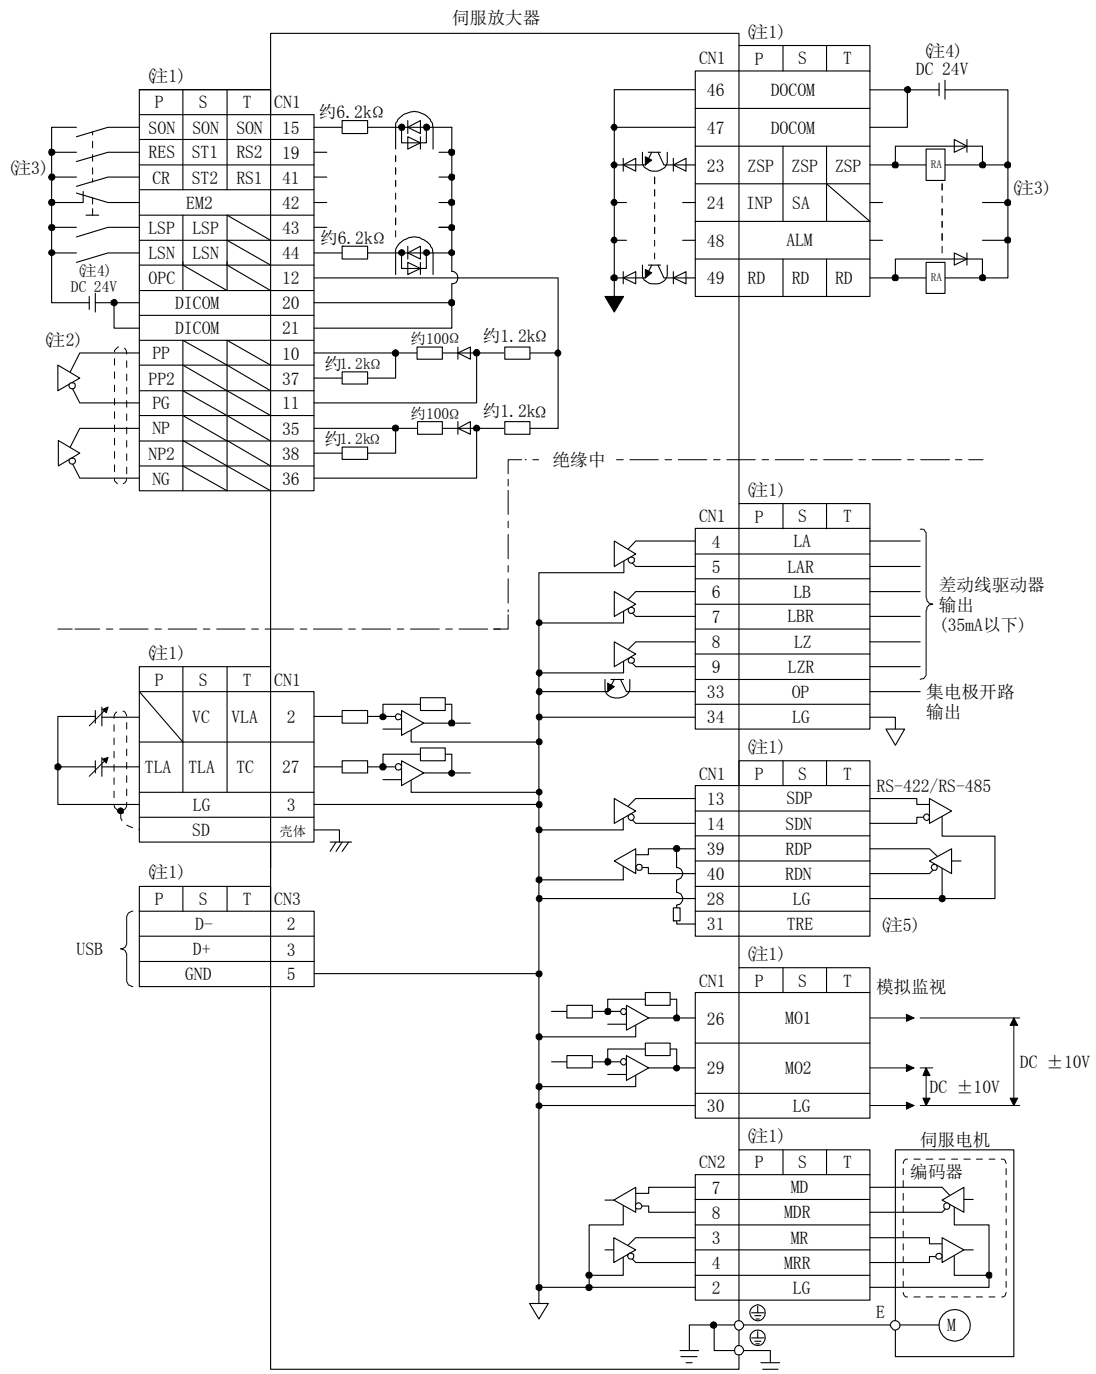 伺服放大器
(注1)
P S T CN1
SON SON SON 15
RES ST1 RS2 19
CR ST2 RS1 41
EM2 42
LSP LSP 43
LSN LSN 44
OPC 12
DICOM 20
DICOM 21
PP 10
PP2 37
PG 11
NP 35
NP2 38
NG 36
(注3)
(注4)
DC 24V
(注2)
约6.2kΩ
约6.2kΩ
约100Ω
约1.2kΩ
约1.2kΩ
约100Ω
约1.2kΩ
约1.2kΩ
(注1)
CN1 P S T
46 DOCOM
47 DOCOM
23 ZSP ZSP ZSP
24 INP SA
48 ALM
49 RD RD RD
(注4)
DC 24V
RA
(注3)
RA
绝缘中
(注1)
CN1 P S T
4 LA
5 LAR
6 LB
7 LBR
8 LZ
9 LZR
33 OP
34 LG
差动线驱动器
输出
(35mA以下)
集电极开路
输出
(注1)
P S T CN1
VC VLA 2
TLA TLA TC 27
LG 3
SD 壳体
(注1)
CN1 P S T
13 SDP
14 SDN
39 RDP
40 RDN
28 LG
31 TRE
RS-422/RS-485
(注5)
(注1)
P S T CN3
D- 2
D+ 3
GND 5
USB
(注1)
CN1 P S T
26 MO1
29 MO2
30 LG
模拟监视
DC ±10V
DC ±10V
(注1)
CN2 P S T
7 MD
8 MDR
3 MR
4 MRR
2 LG
伺服电机
编码器
E
M